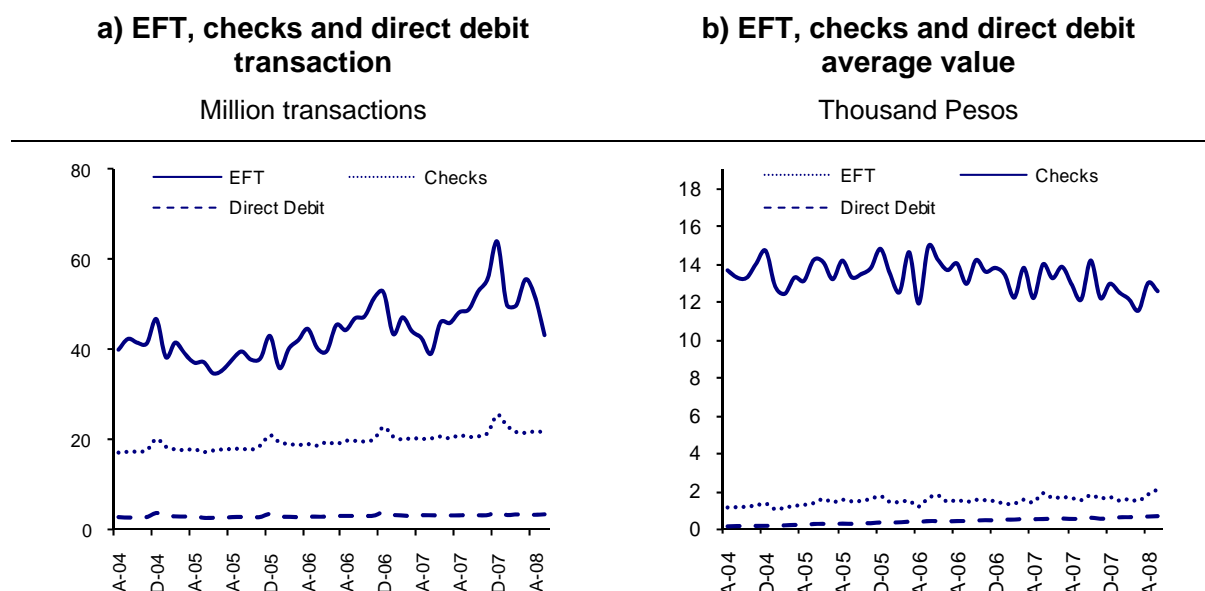 a) EFT, checks and direct debit
transaction
Million transactions
b) EFT, checks and direct debit
average value
Thousand Pesos
EFT
Checks
Direct Debit
80
60
40
20
0
A-04
D-04
A-05
A-05
D-05
A-06
A-06
D-06
A-07
A-07
D-07
A-08
EFT
Checks
Direct Debit
18
16
14
12
10
8
6
4
2
0
A-04
D-04
A-05
A-05
D-05
A-06
A-06
D-06
A-07
A-07
D-07
A-08